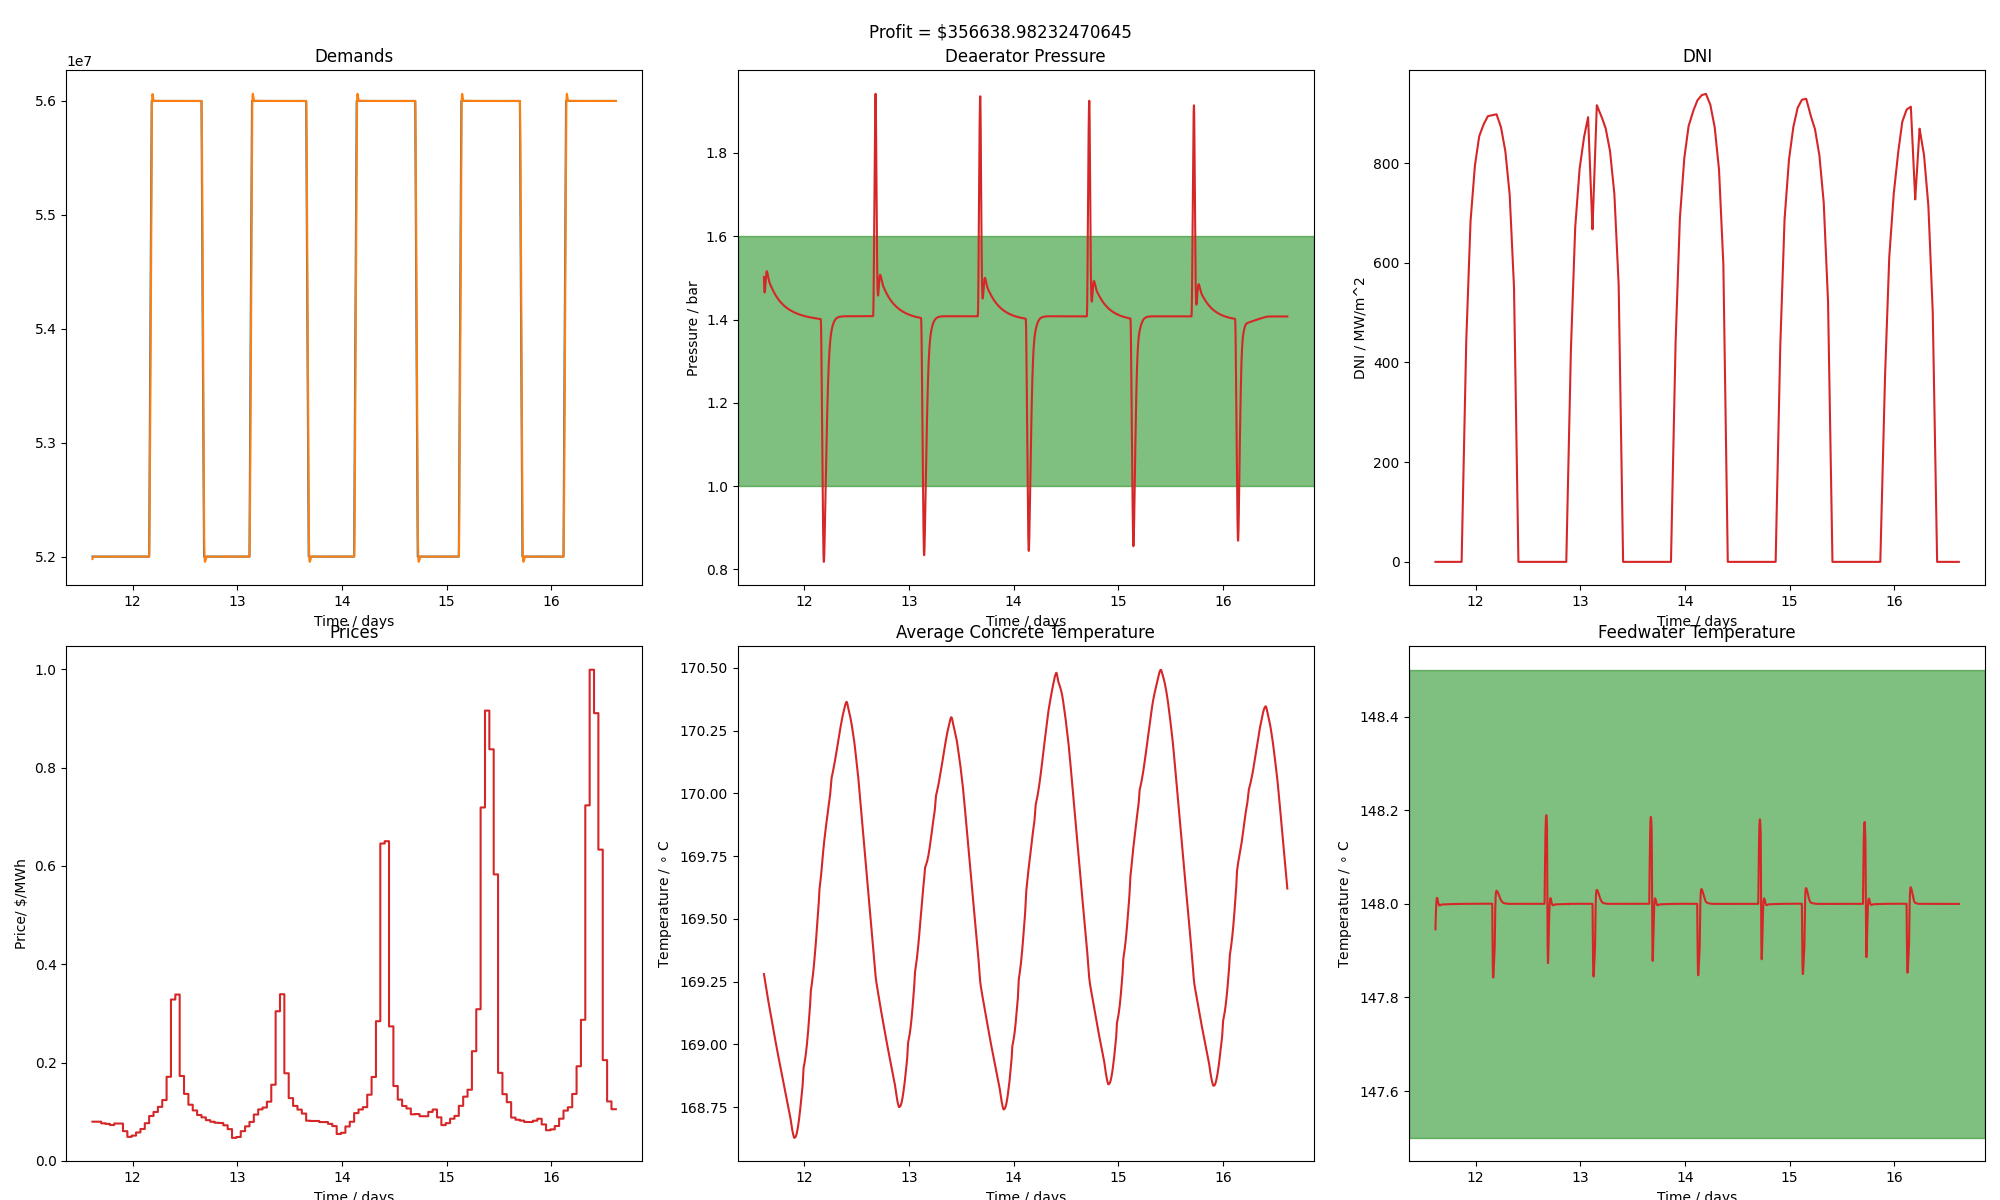 Profit = $356638.98232470645
Demands
1e7
5.6
5.5
5.4
5.3
5.2
12 13 14 15 16
Time / days
Deaerator Pressure
Pressure / bar
1.8
1.6
1.4
1.2
1.0
0.8
12 13 14 15 16
Time / days
DNI
DNI / MW/m^2
800
600
400
200
0
12 13 14 15 16
Time / days
Prices
Price/ $/MWh
1.0
0.8
0.6
0.4
0.2
0.0
12 13 14 15 16
Time / days
Average Concrete Temperature
Temperature / ∘ C
170.50
170.25
170.00
169.75
169.50
169.25
169.00
168.75
12 13 14 15 16
Time / days
Feedwater Temperature
Temperature / ∘ C
148.4
148.2
148.0
147.8
147.6
12 13 14 15 16
Time / days